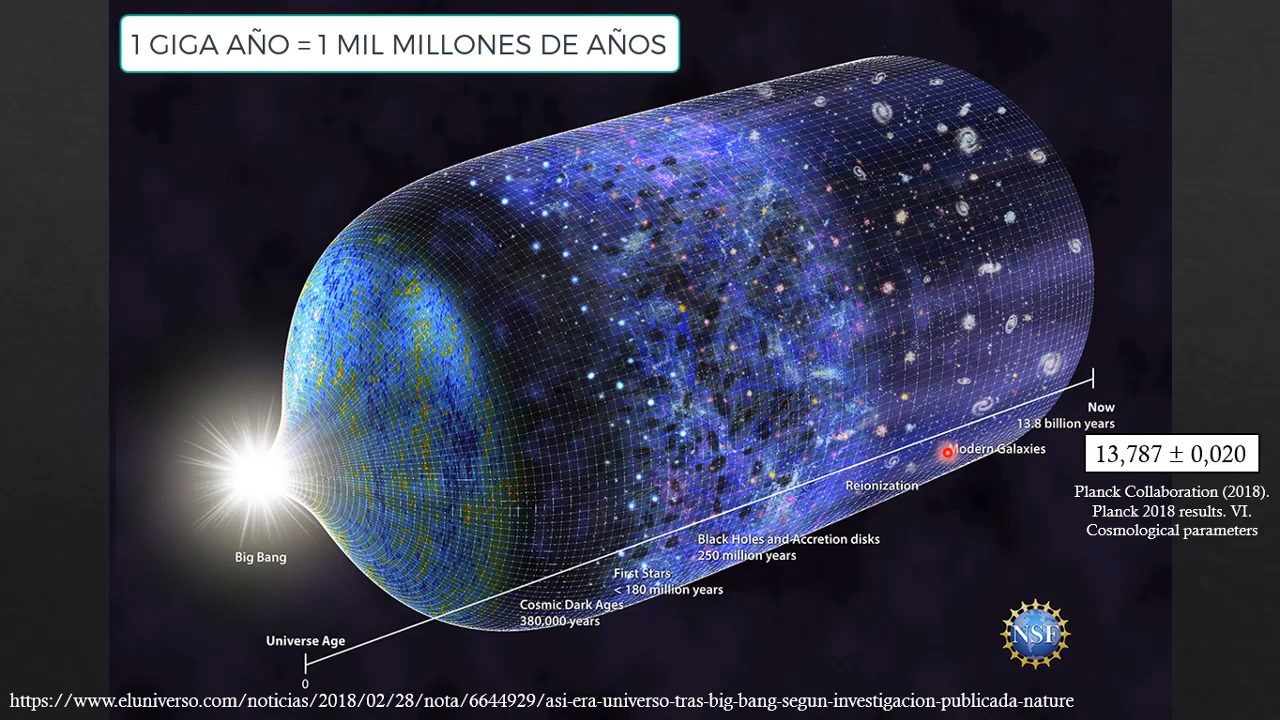 1 GIGA AÑO = 1 MIL MILLONES DE AÑOS
Now
13.8 billion years
Modern Galaxies
13,787 ± 0,020
Reionization
Planck Collaboration (2018).
Planck 2018 results. VI.
Cosmological parameters
Black Holes and Accretion disks
250 million years
Big Bang
First Stars
< 180 million years
Cosmic Dark Ages
380,000 years
Universe Age
0
NSF
https://www.eluniverso.com/noticias/2018/02/28/nota/6644929/asi-era-universo-tras-big-bang-segun-investigacion-publicada-nature